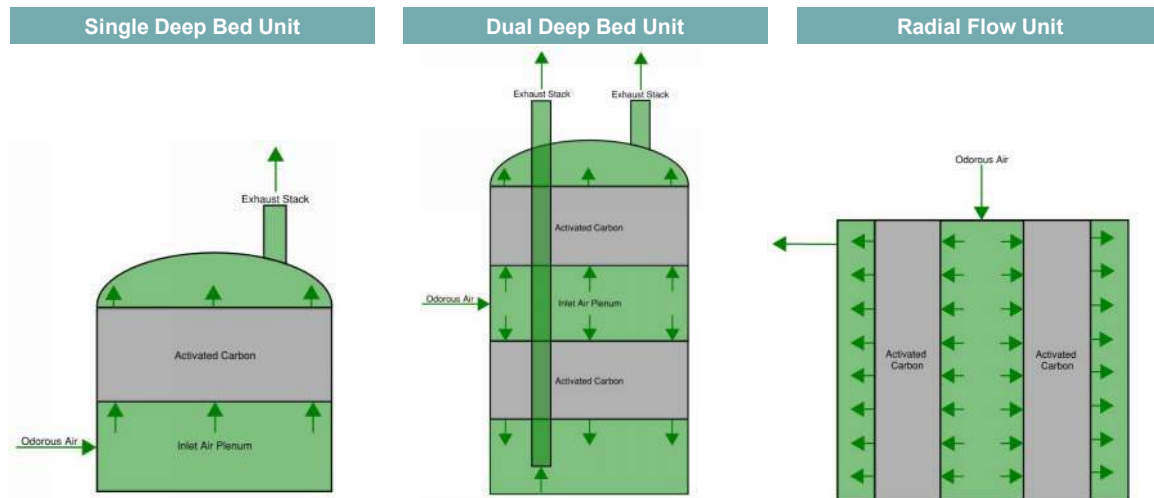 Single Deep Bed Unit
Dual Deep Bed Unit
Radial Flow Unit
Exhaust Stack
Odorous Air
Activated Carbon
Inlet Air Plenum
Exhaust Stack
Exhaust Stack
Activated Carbon
Odorous Air
Inlet Air Plenum
Activated Carbon
Odorous Air
Activated
Carbon
Activated
Carbon